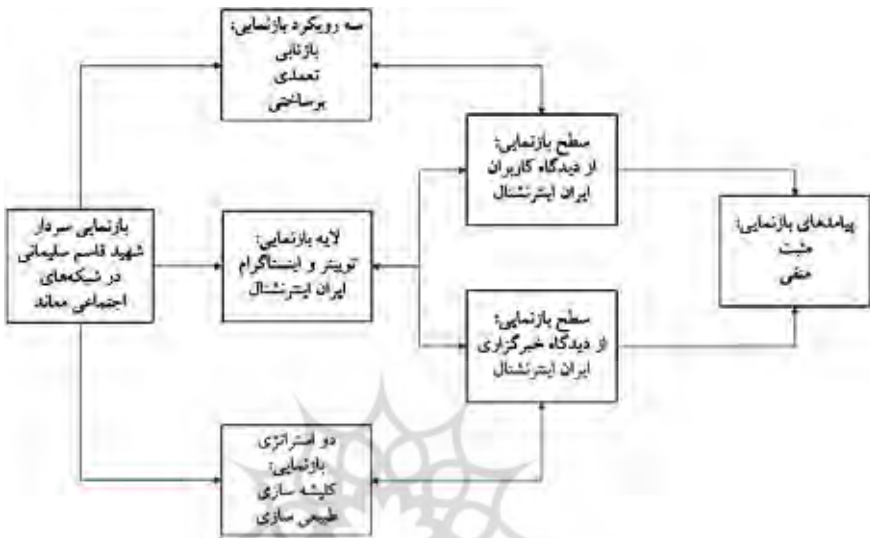 سه رویکرد بازنمایی:
بازتابی
تعمدی
برساختی
سطح بازنمایی:
از دیدگاه کاربران
ایران اینترنشنال
بازنمایی سردار
شهید قاسم سلیمانی
در شبکه‌های
اجتماعی معاند
لایه بازنمایی:
توییتر و اینستاگرام
ایران اینترنشنال
پیامدهای بازنمایی:
مثبت
منفی
سطح بازنمایی:
از دیدگاه خبرگزاری
ایران اینترنشنال
دو استراتژی
بازنمایی:
کلیشه سازی
طبیعی سازی